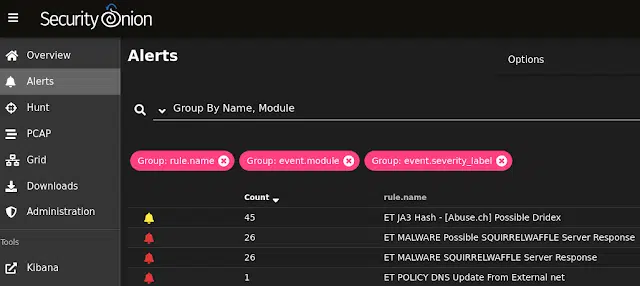 Security Onion
Overview
Alerts
Hunt
PCAP
Grid
Downloads
Administration
Tools
Kibana
Alerts
Options
Group By Name, Module
Group: rule.name Group: event.module Group: event.severity_label
Count rule.name
45 ET JA3 Hash - [Abuse.ch] Possible Dridex
26 ET MALWARE Possible SQUIRRELWAFFLE Server Response
26 ET MALWARE SQUIRRELWAFFLE Server Response
1 ET POLICY DNS Update From External net